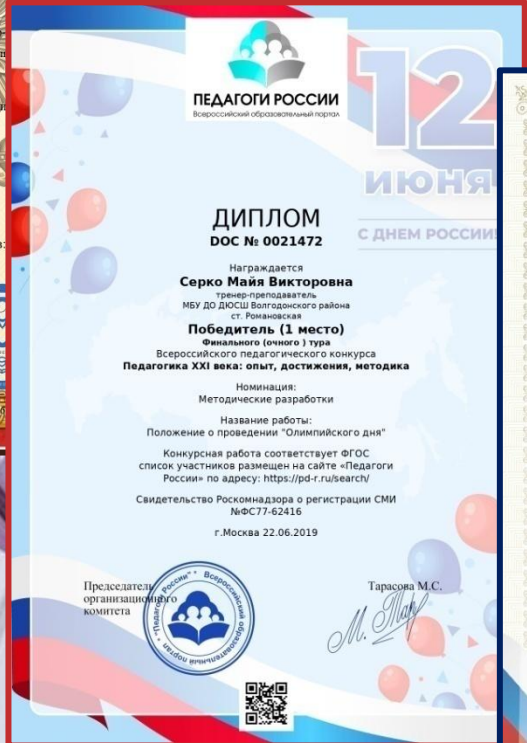 ПЕДАГОГИ РОССИИ
Всероссийский образовательный портал
12
ИЮНЯ
С ДНЕМ РОССИИ!
ДИПЛОМ
DOC № 0021472
Награждается
Серко Майя Викторовна
тренер-преподаватель
МБУ ДО ДЮСШ Волгодонского района
ст. Романовская
Победитель (1 место)
Финального (очного ) тура
Всероссийского педагогического конкурса
Педагогика XXI века: опыт, достижения, методика
Номинация:
Методические разработки
Название работы:
Положение о проведении "Олимпийского дня"
Конкурсная работа соответствует ФГОС
список участников размещен на сайте «Педагоги
России» по адресу: https://pd-r.ru/search/
Свидетельство Роскомнадзора о регистрации СМИ
№ФС77-62416
г.Москва 22.06.2019
Председатель
организационного
комитета
Тарасова М.С.
"Педагоги России" * Всероссийский образовательный портал *